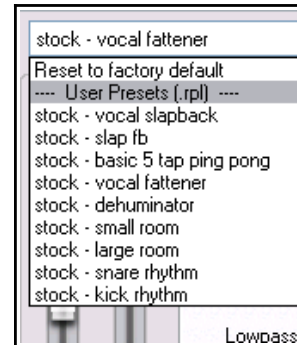 stock - vocal fattener
Reset to factory default
---- User Presets (.rpl) ----
stock - vocal slapback
stock - slap fb
stock - basic 5 tap ping pong
stock - vocal fattener
stock - dehuminator
stock - small room
stock - large room
stock - snare rhythm
stock - kick rhythm
Lowpass